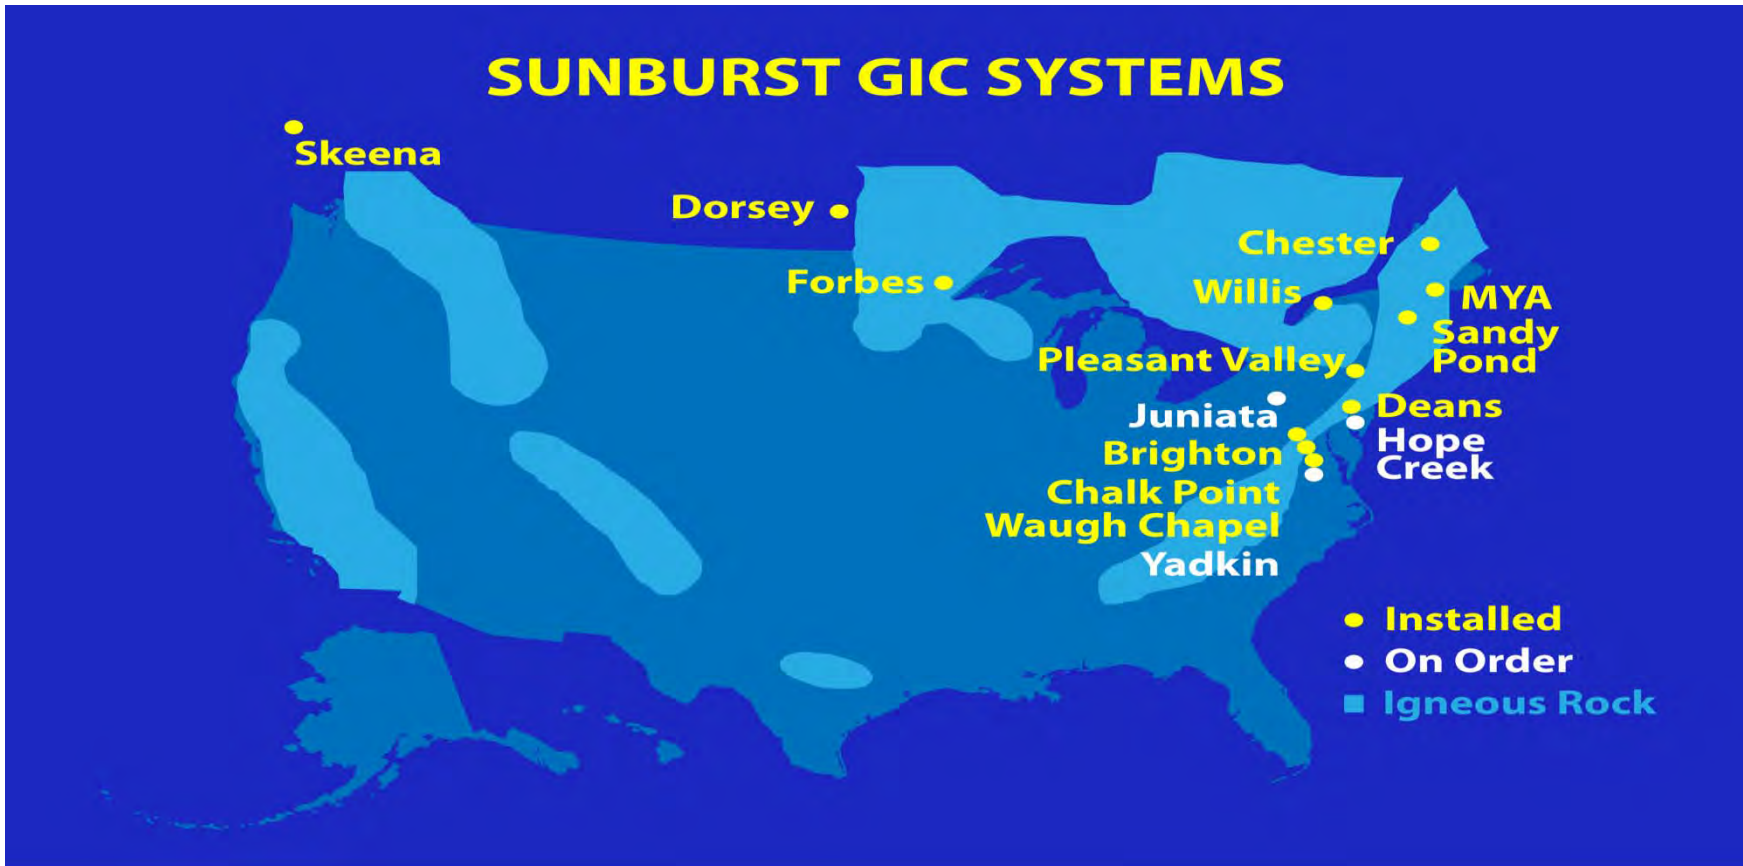 SUNBURST GIC SYSTEMS
Skeena
Dorsey
Chester
Forbes
Willis
MYA
Sandy
Pond
Pleasant Valley
Juniata
Deans
Hope
Creek
Brighton
Chalk Point
Waugh Chapel
Yadkin
Installed
On Order
Igneous Rock